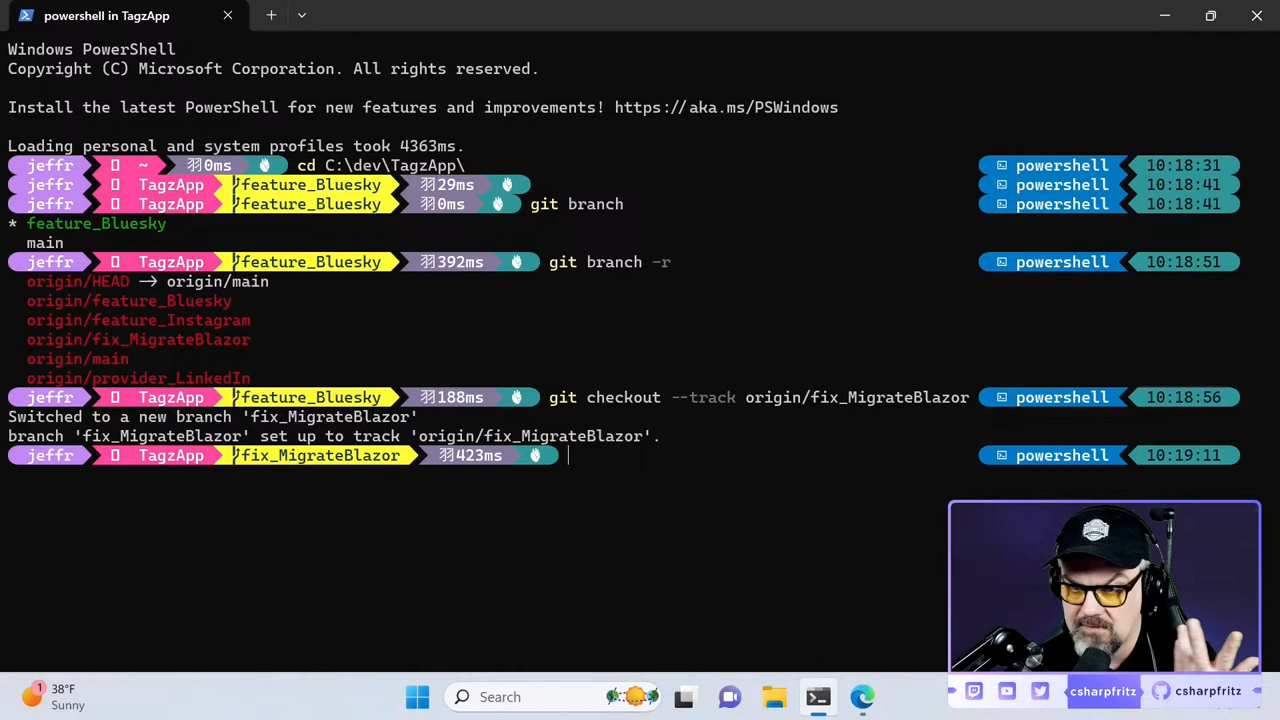 powershell in TagzApp
Windows PowerShell
Copyright (C) Microsoft Corporation. All rights reserved.
Install the latest PowerShell for new features and improvements! https://aka.ms/PSWindows
Loading personal and system profiles took 4363ms.
jeffr ~ 0ms cd C:\dev\TagzApp\ powershell 10:18:31
jeffr TagzApp feature_Bluesky 29ms powershell 10:18:41
jeffr TagzApp feature_Bluesky 0ms git branch powershell 10:18:41
* feature_Bluesky
main
jeffr TagzApp feature_Bluesky 392ms git branch -r powershell 10:18:51
origin/HEAD -> origin/main
origin/feature_Bluesky
origin/feature_Instagram
origin/fix_MigrateBlazor
origin/main
origin/provider_LinkedIn
jeffr TagzApp feature_Bluesky 188ms git checkout --track origin/fix_MigrateBlazor powershell 10:18:56
Switched to a new branch 'fix_MigrateBlazor'
branch 'fix_MigrateBlazor' set up to track 'origin/fix_MigrateBlazor'.
jeffr TagzApp fix_MigrateBlazor 423ms powershell 10:19:11
csharpfritz csharpfritz
1 38°F
Sunny
Search